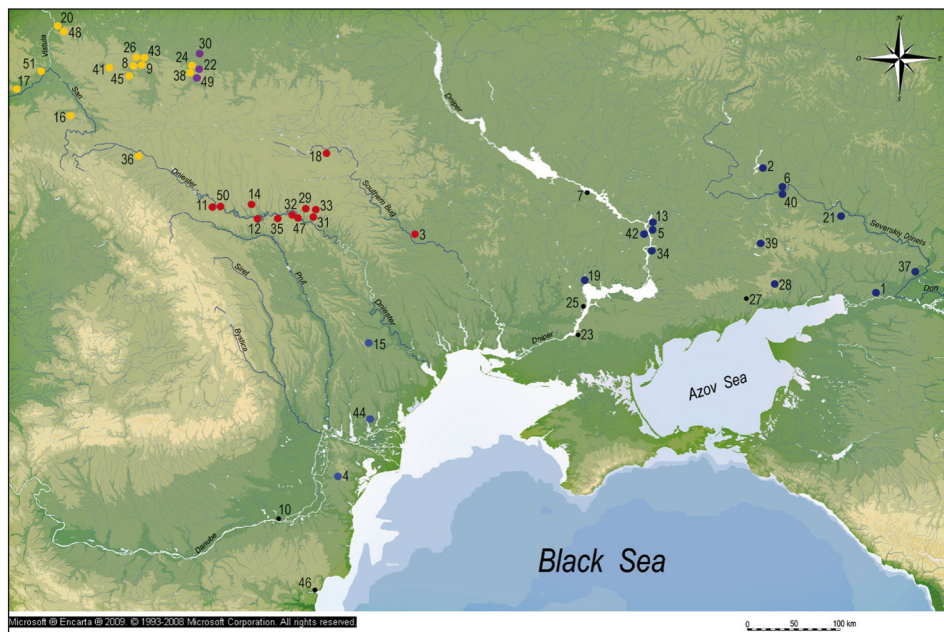 20
48
Vistula
26
43
30
24
8
9
22
51
41
38
45
49
17
San
16
N
O
E
S
36
18
Dniester
Southern Bug
Dniper
2
7
6
40
11
50
14
32
29
33
12
35
47
31
3
13
42
5
21
Severskiy Donets
34
39
37
Siret
Prut
19
28
1
Don
25
27
Bystica
Dniester
Dniper
23
15
Azov Sea
44
4
10
Danube
Black Sea
46
Microsoft ® Encarta ® 2009. © 1993-2008 Microsoft Corporation. All rights reserved.
0 50 100 km